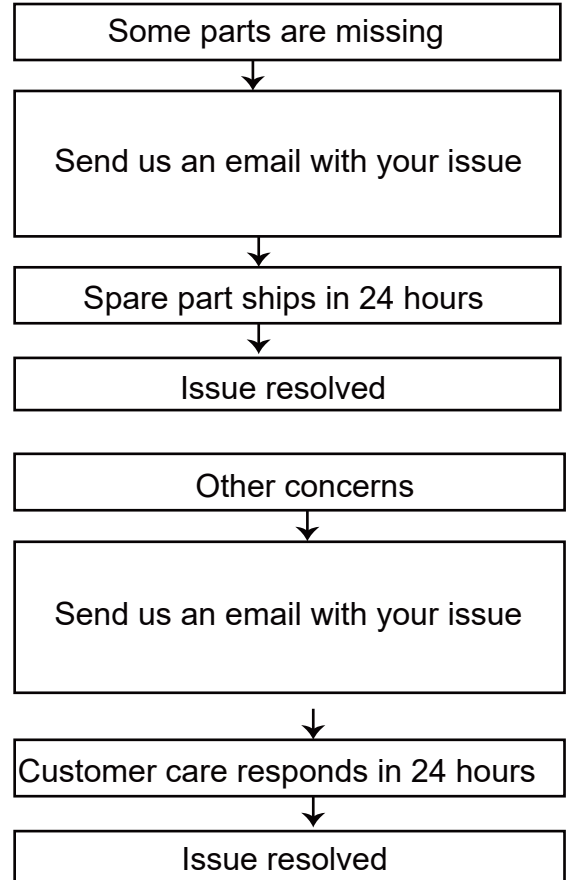 Some parts are missing
Send us an email with your issue
Spare part ships in 24 hours
Issue resolved
Other concerns
Send us an email with your issue
Customer care responds in 24 hours
Issue resolved